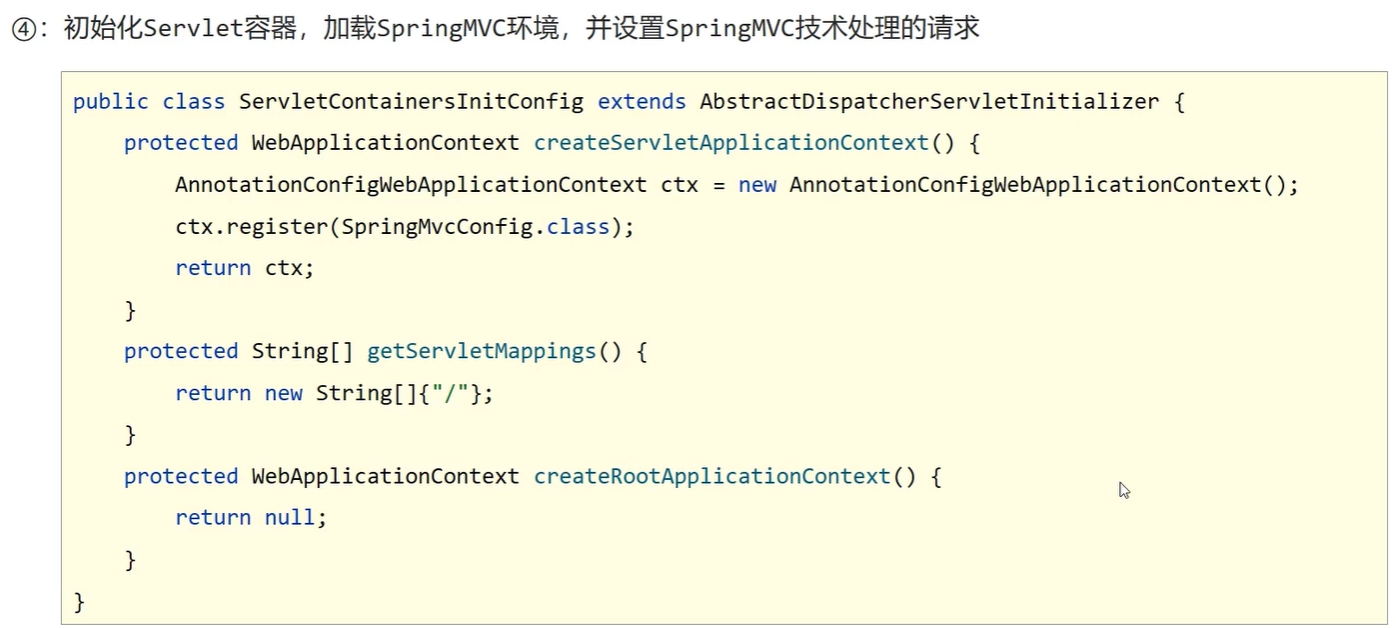 ④：初始化Servlet容器，加载SpringMVC环境，并设置SpringMVC技术处理的请求
public class ServletContainersInitConfig extends AbstractDispatcherServletInitializer {
    protected WebApplicationContext createServletApplicationContext() {
        AnnotationConfigWebApplicationContext ctx = new AnnotationConfigWebApplicationContext();
        ctx.register(SpringMvcConfig.class);
        return ctx;
    }
    protected String[] getServletMappings() {
        return new String[]{"/"};
    }
    protected WebApplicationContext createRootApplicationContext() {
        return null;
    }
}